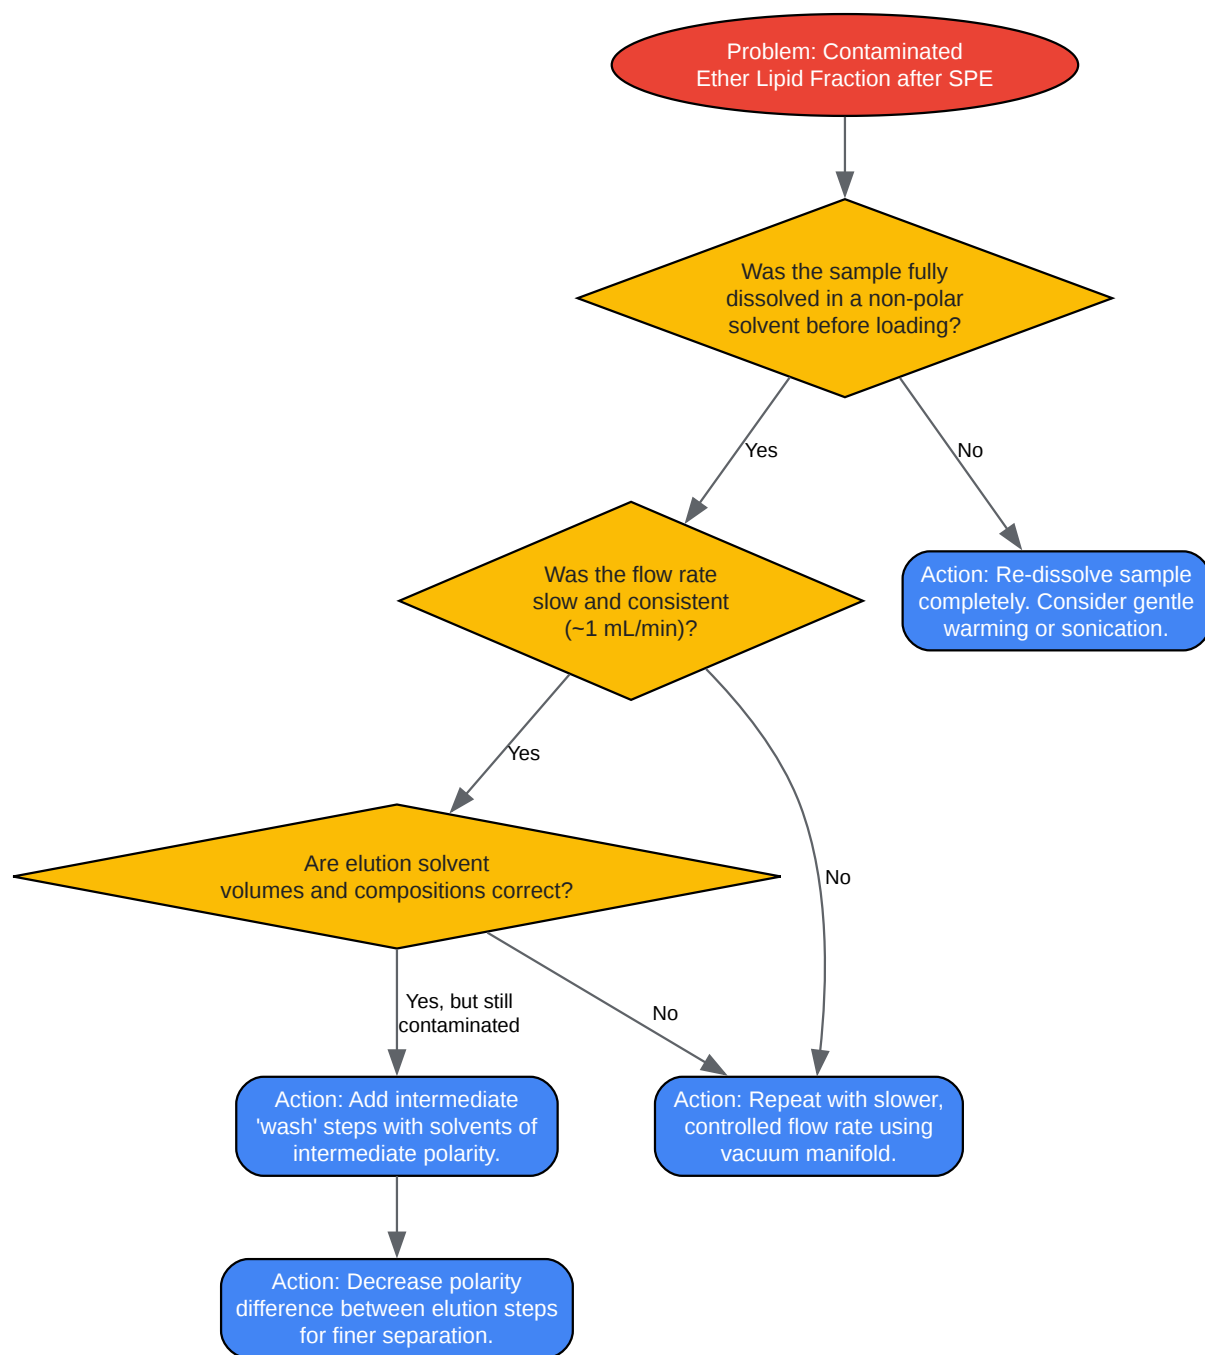 Problem: Contaminated
Ether Lipid Fraction after SPE
Was the sample fully
dissolved in a non-polar
solvent before loading?
Yes
No
Was the flow rate
slow and consistent
(~1 mL/min)?
Action: Re-dissolve sample
completely. Consider gentle
warming or sonication.
Yes
Are elution solvent
volumes and compositions correct?
No
Yes, but still
contaminated
No
Action: Add intermediate
'wash' steps with solvents of
intermediate polarity.
Action: Repeat with slower,
controlled flow rate using
vacuum manifold.
Action: Decrease polarity
difference between elution steps
for finer separation.